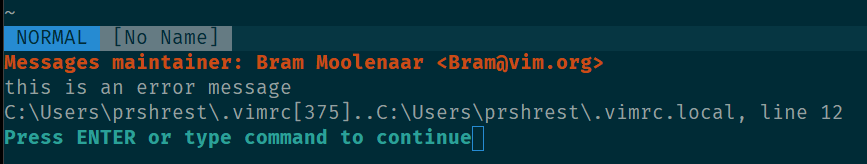 ~
NORMAL [No Name]
Messages maintainer: Bram Moolenaar <Bram@vim.org>
this is an error message
C:\Users\prshrest\.vimrc[375]..C:\Users\prshrest\.vimrc.local, line 12
Press ENTER or type command to continue